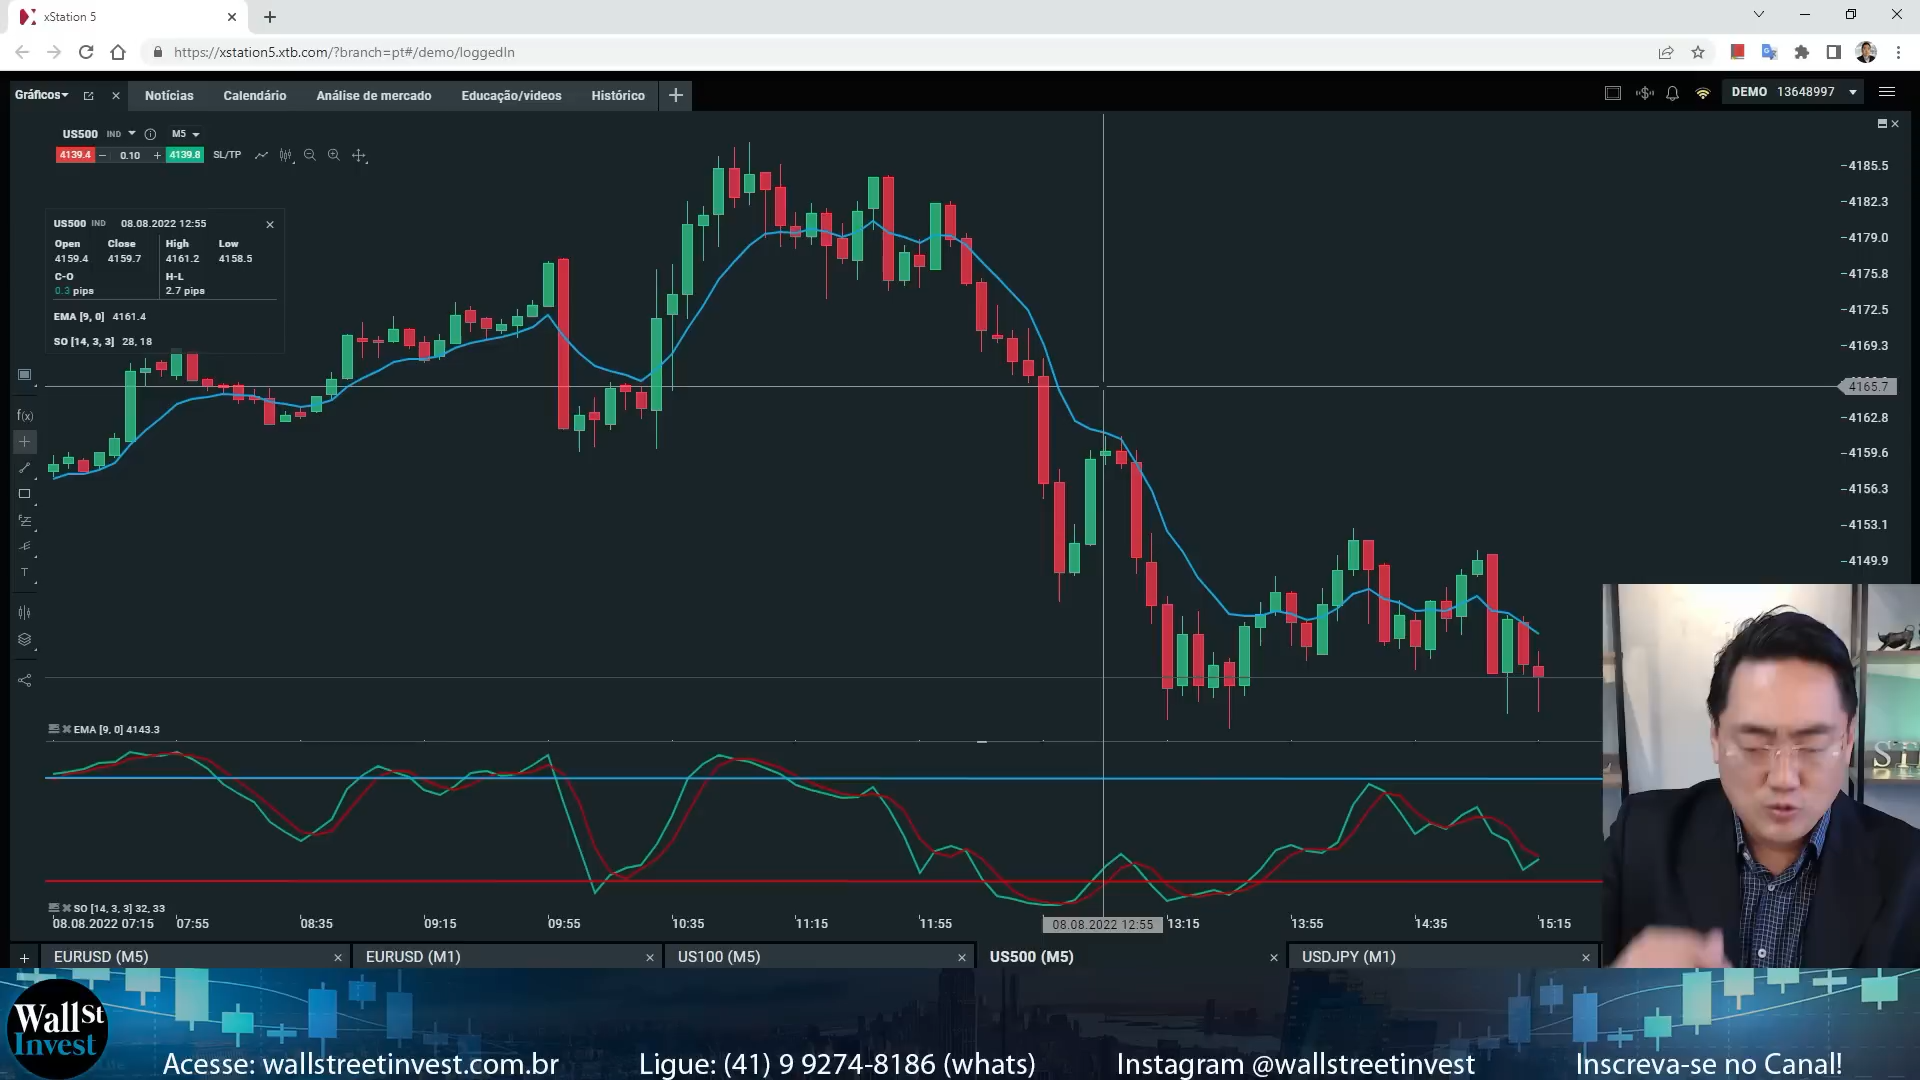 xStation 5
https://xstation5.xtb.com/?branch=pt#/demo/loggedIn
Gráficos Notícias Calendário Análise de mercado Educação/videos Histórico DEMO 13648997
US500 IND M5
4139.4 0.10 4139.8 SL/TP
US500 IND 08.08.2022 12:55
Open Close High Low
4159.4 4159.7 4161.2 4158.5
C-O H-L
0.3 pips 2.7 pips
EMA [9, 0] 4161.4
SO [14, 3, 3] 28, 18
4185.5
4182.3
4179.0
4175.8
4172.5
4169.3
4165.7
4162.8
4159.6
4156.3
4153.1
4149.9
f(x)
T
EMA [9, 0] 4143.3
SO [14, 3, 3] 32, 33
08.08.2022 07:15 07:55 08:35 09:15 09:55 10:35 11:15 11:55 08.08.2022 12:55 13:15 13:55 14:35 15:15
EURUSD (M5) EURUSD (M1) US100 (M5) US500 (M5) USDJPY (M1)
Wall St
Invest
Acesse: wallstreetinvest.com.br Ligue: (41) 9 9274-8186 (whats) Instagram @wallstreetinvest Inscreva-se no Canal!